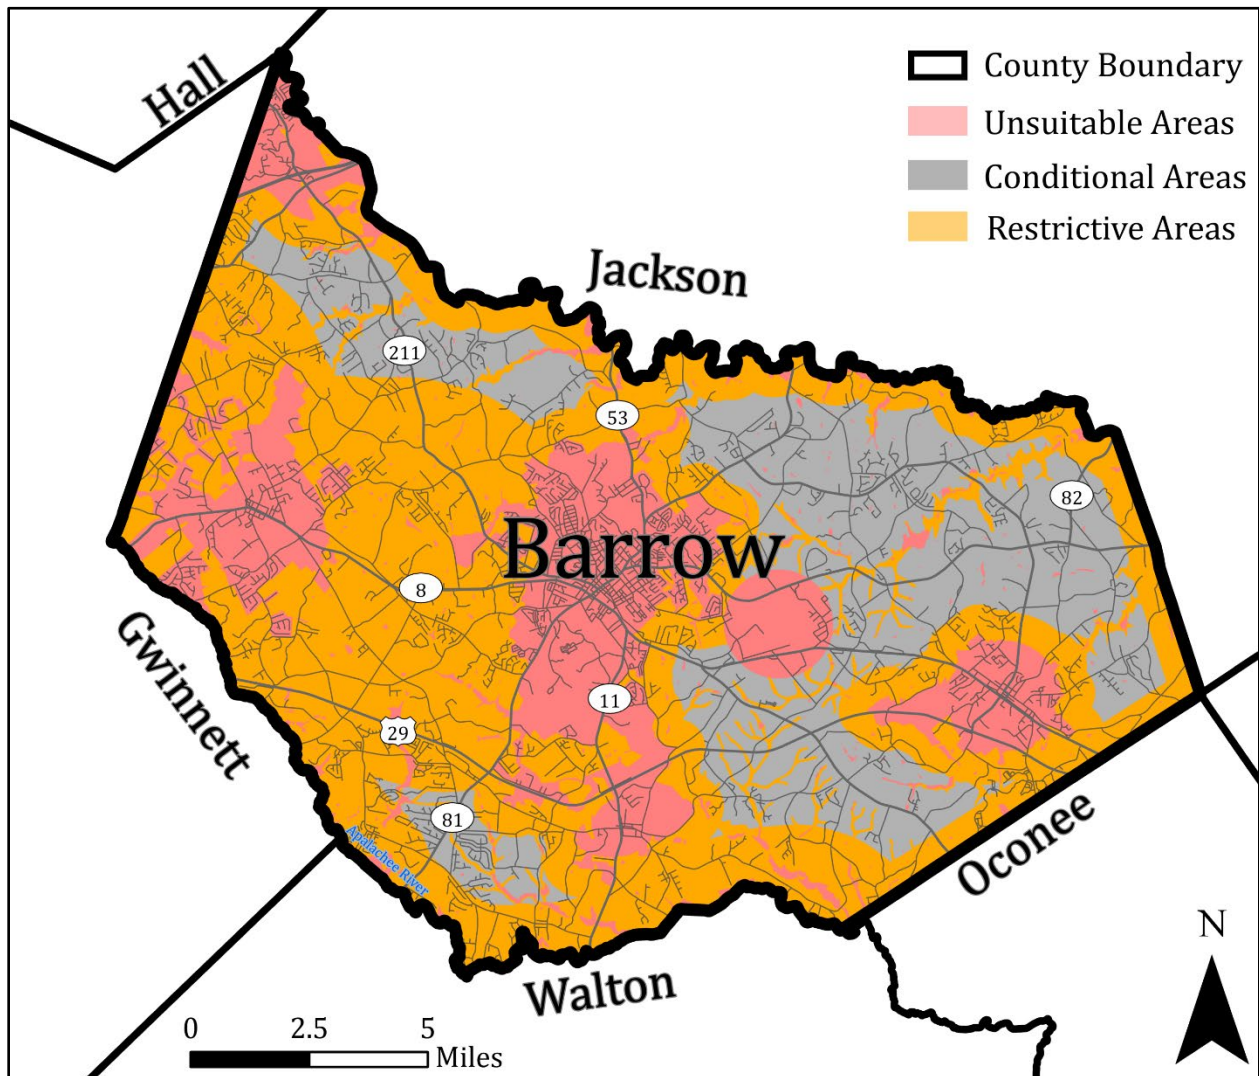 Hall
County Boundary
Unsuitable Areas
Conditional Areas
Restrictive Areas
Jackson
211
53
82
Barrow
8
Gwinnett
11
29
81
Apalachee River
Oconee
Walton
N
0 2.5 5
Miles